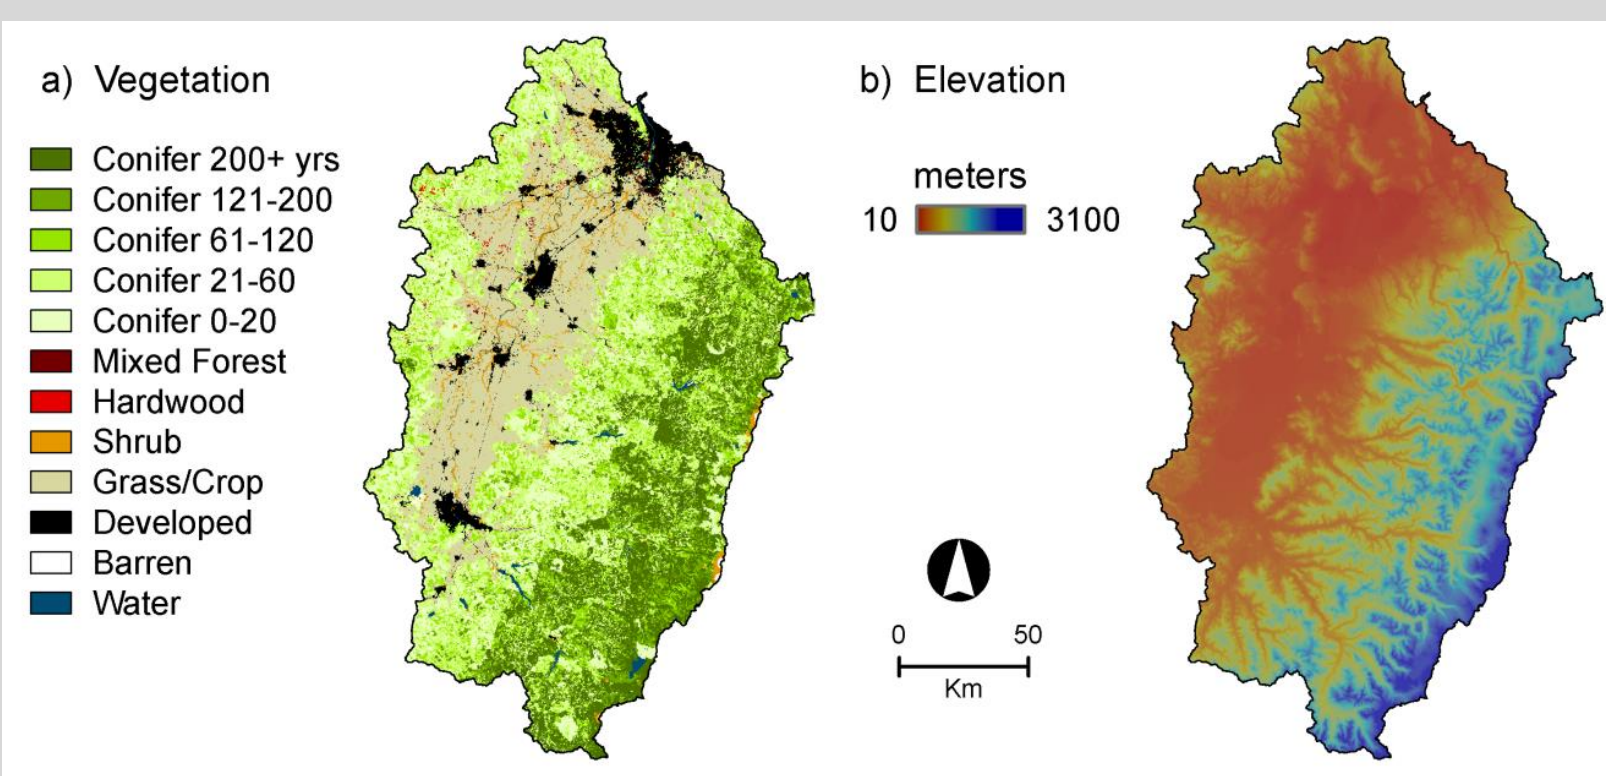 a) Vegetation
Conifer 200+ yrs
Conifer 121-200
Conifer 61-120
Conifer 21-60
Conifer 0-20
Mixed Forest
Hardwood
Shrub
Grass/Crop
Developed
Barren
Water
b) Elevation
meters
10 3100
0 50
Km